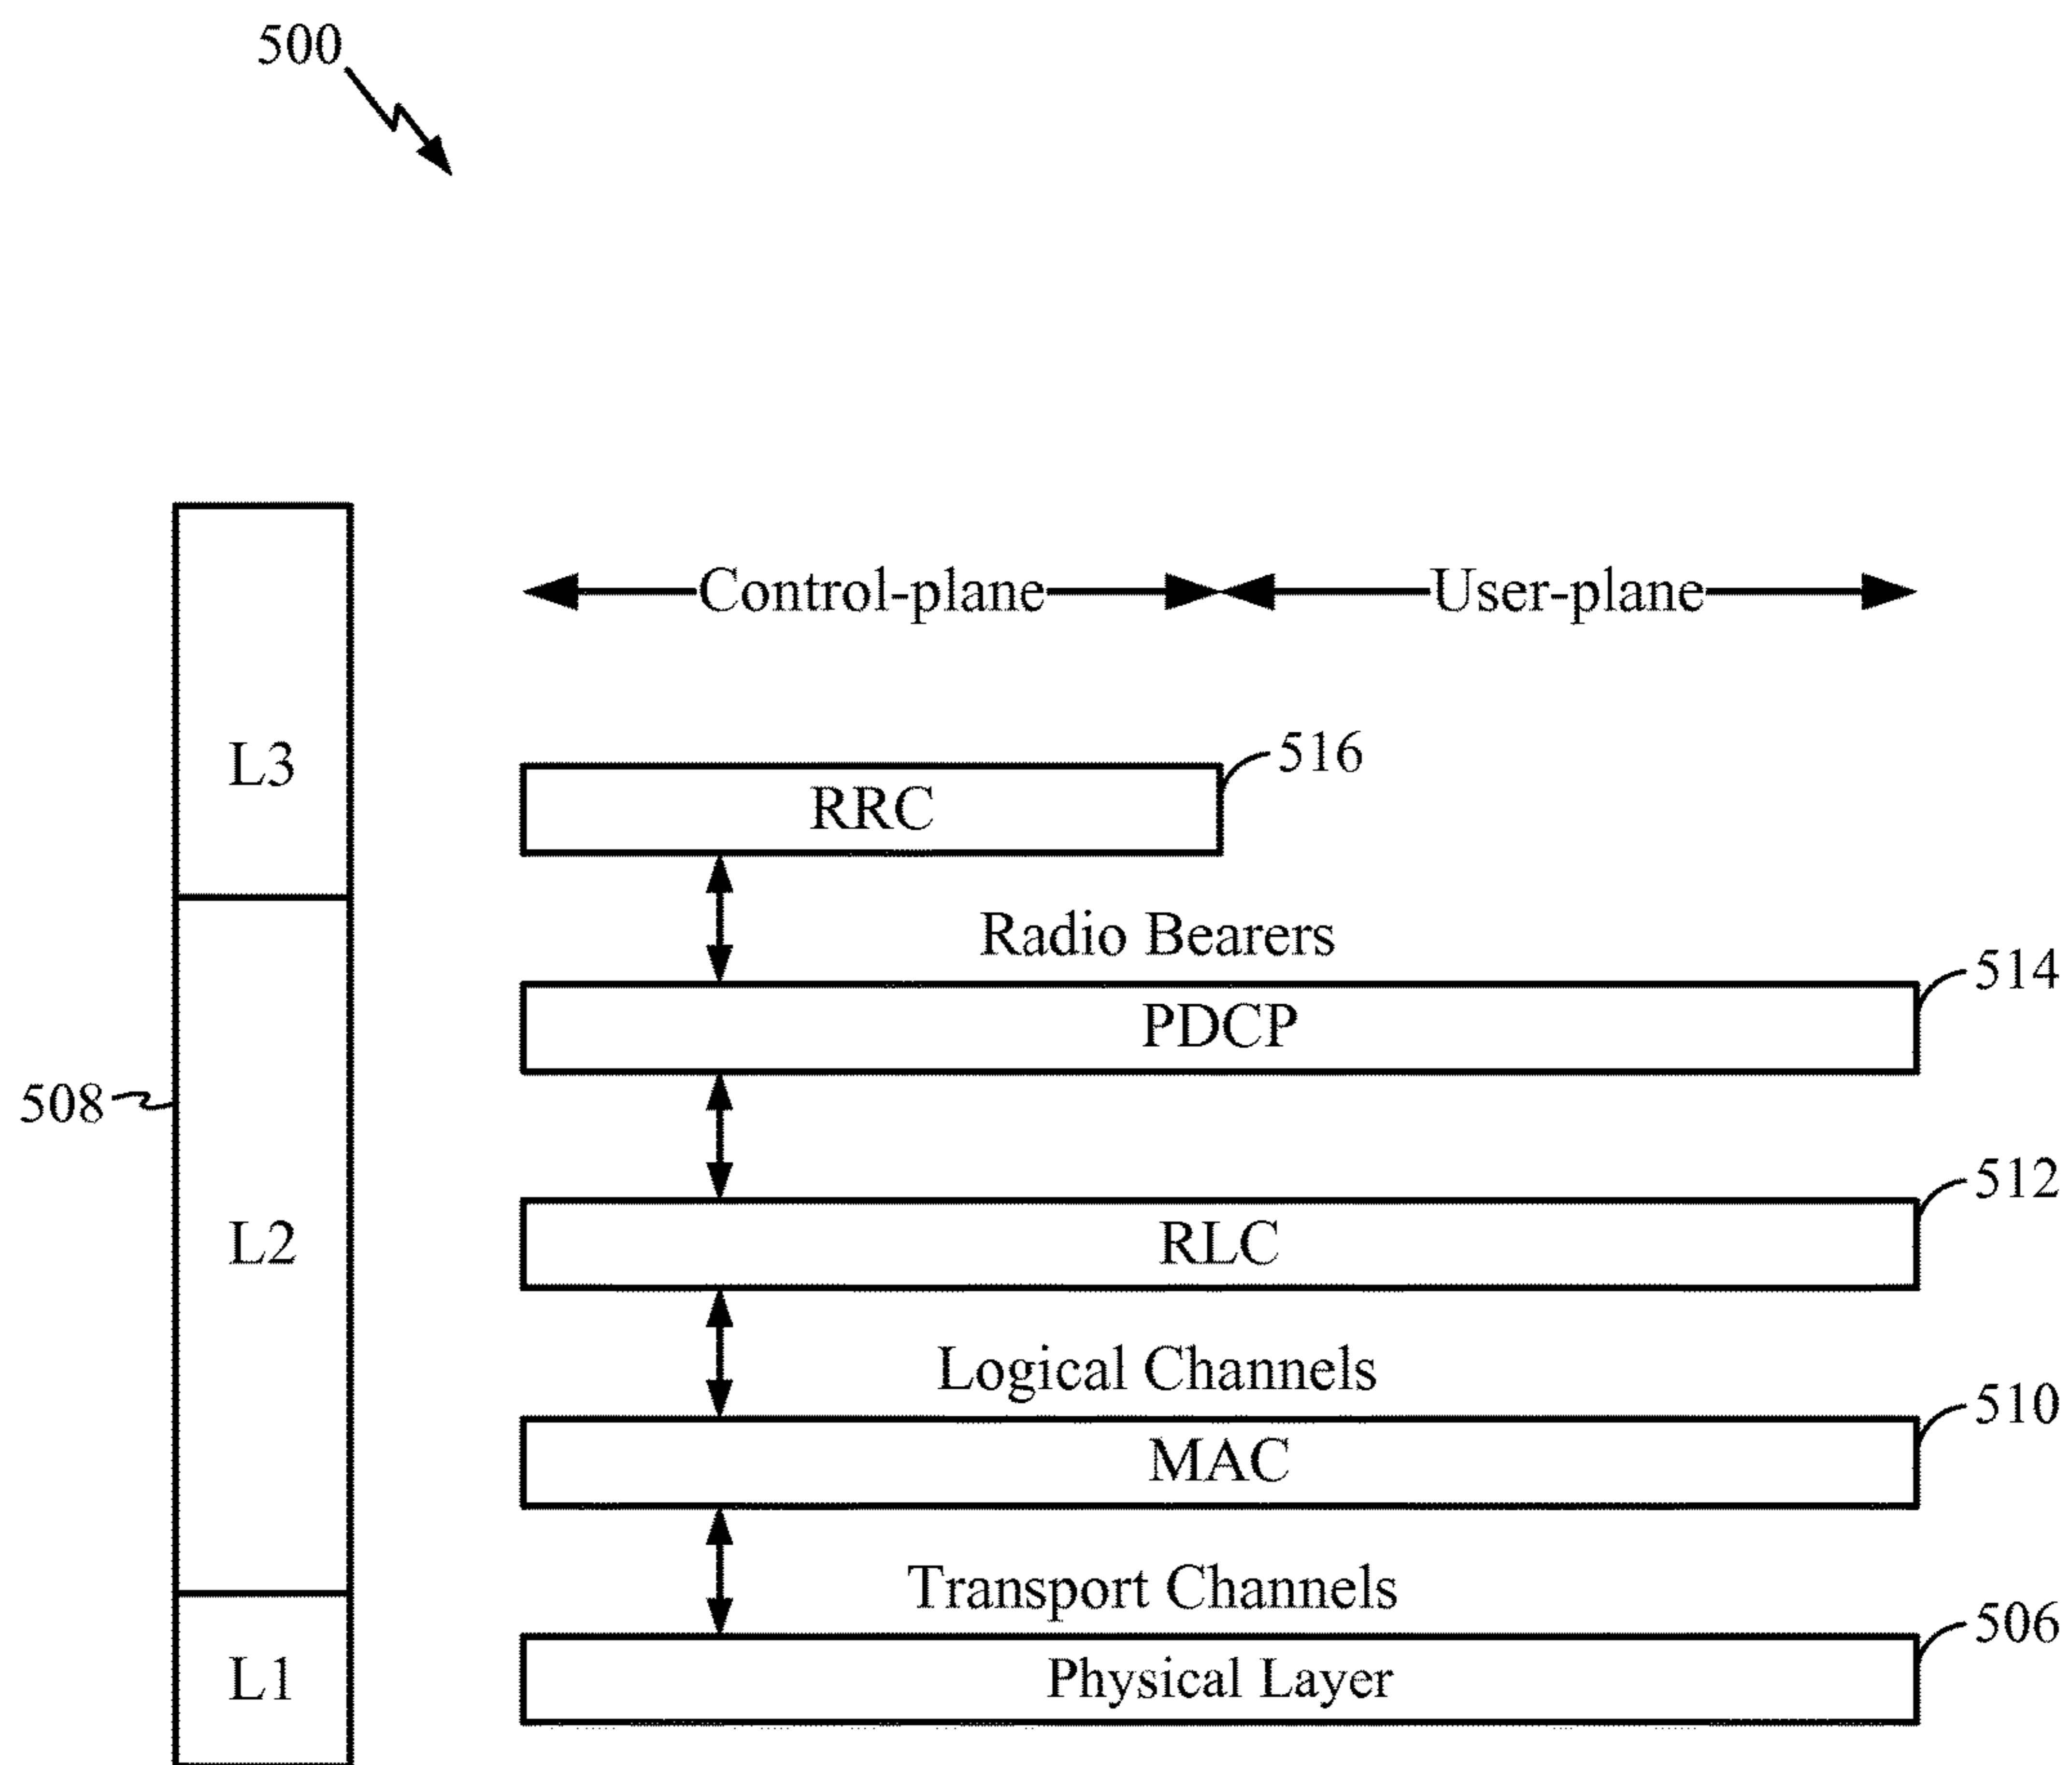 500
Control-plane User-plane
L3
516
RRC
Radio Bearers
514
PDCP
508
512
L2
RLC
Logical Channels
510
MAC
Transport Channels
506
L1
Physical Layer